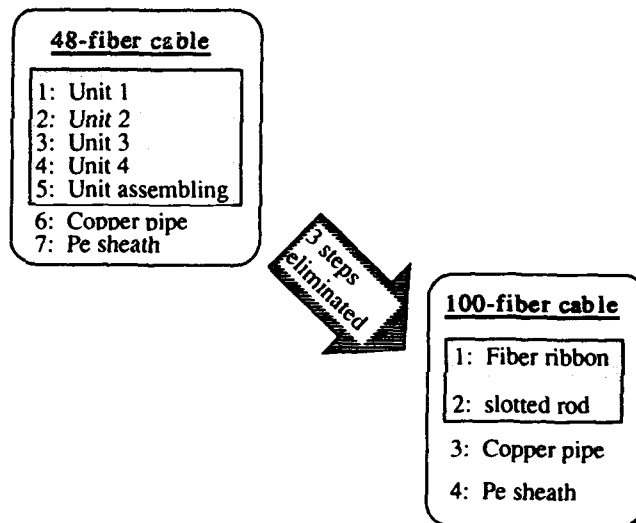 48-fiber cable
1: Unit 1
2: Unit 2
3: Unit 3
4: Unit 4
5: Unit assembling
6: Copper pipe
7: Pe sheath
3 steps
eliminated
100-fiber cable
1: Fiber ribbon
2: slotted rod
3: Copper pipe
4: Pe sheath